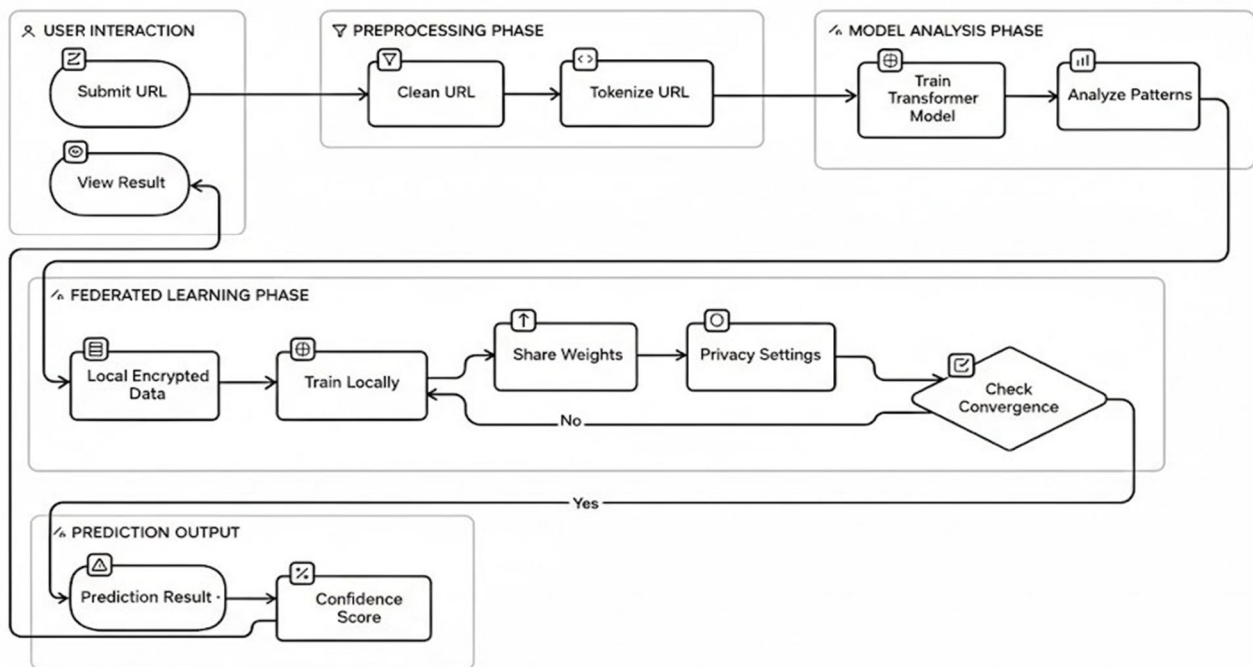 USER INTERACTION
Submit URL
View Result
PREPROCESSING PHASE
Clean URL
Tokenize URL
MODEL ANALYSIS PHASE
Train
Transformer
Model
Analyze Patterns
FEDERATED LEARNING PHASE
Local Encrypted
Data
Train Locally
Share Weights
Privacy Settings
Check
Convergence
No
Yes
PREDICTION OUTPUT
Prediction Result
Confidence
Score